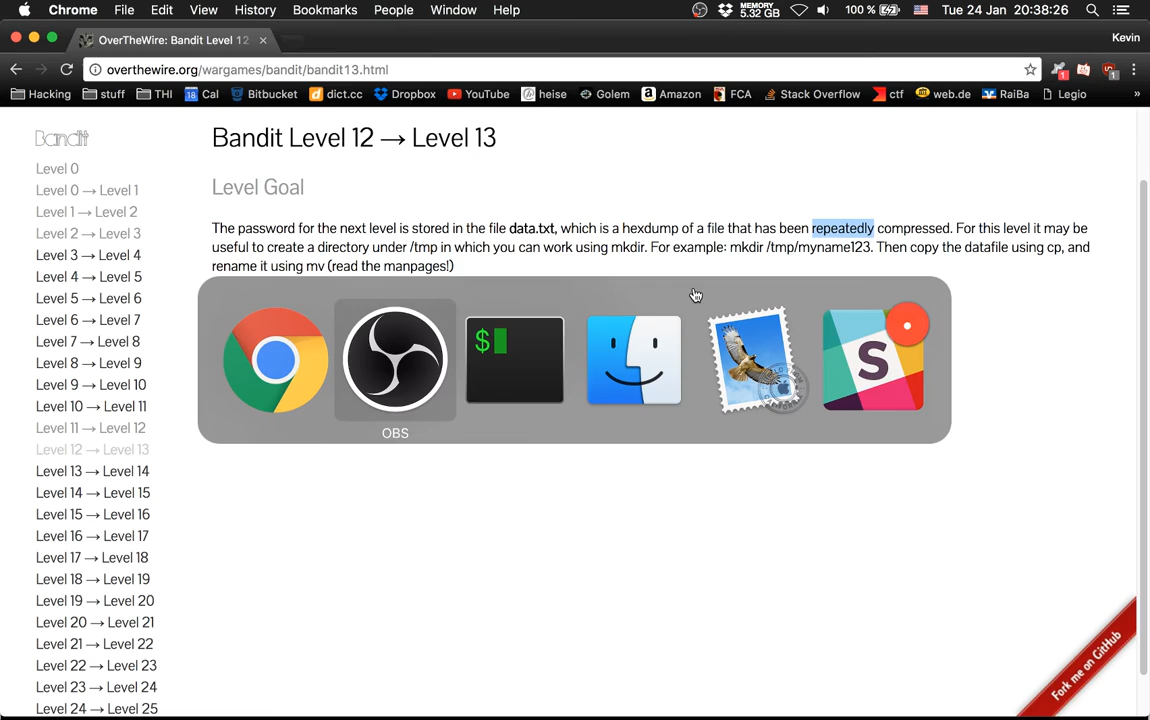 Chrome File Edit View History Bookmarks People Window Help MEMORY 5.32 GB 100 % Tue 24 Jan 20:38:26
OverTheWire: Bandit Level 12 Kevin
overthewire.org/wargames/bandit/bandit13.html 1 1
Hacking stuff THI 18 Cal Bitbucket dict.cc Dropbox YouTube heise Golem Amazon FCA Stack Overflow ctf web.de RaiBa Legio »
Bandit
Level 0
Level 0 → Level 1
Level 1 → Level 2
Level 2 → Level 3
Level 3 → Level 4
Level 4 → Level 5
Level 5 → Level 6
Level 6 → Level 7
Level 7 → Level 8
Level 8 → Level 9
Level 9 → Level 10
Level 10 → Level 11
Level 11 → Level 12
Level 12 → Level 13
Level 13 → Level 14
Level 14 → Level 15
Level 15 → Level 16
Level 16 → Level 17
Level 17 → Level 18
Level 18 → Level 19
Level 19 → Level 20
Level 20 → Level 21
Level 21 → Level 22
Level 22 → Level 23
Level 23 → Level 24
Level 24 → Level 25
Bandit Level 12 → Level 13
Level Goal
The password for the next level is stored in the file data.txt, which is a hexdump of a file that has been repeatedly compressed. For this level it may be
useful to create a directory under /tmp in which you can work using mkdir. For example: mkdir /tmp/myname123. Then copy the datafile using cp, and
rename it using mv (read the manpages!)
$
S
OBS
Fork me on GitHub